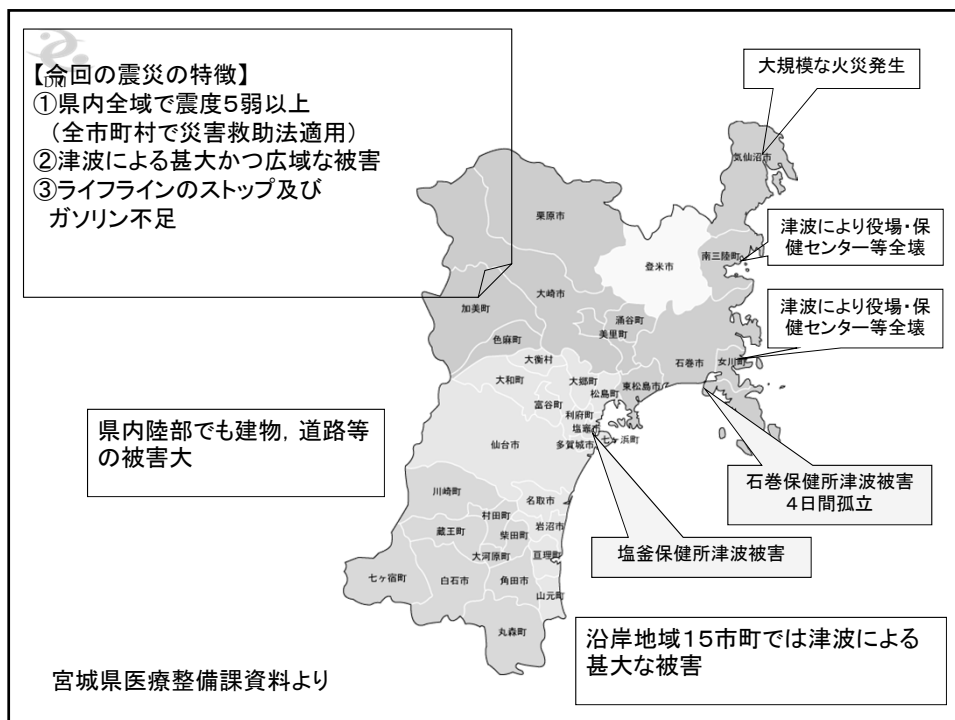 【今回の震災の特徴】
DRI
①県内全域で震度５弱以上
（全市町村で災害救助法適用）
②津波による甚大かつ広域な被害
③ライフラインのストップ及び
ガソリン不足
大規模な火災発生
気仙沼市
栗原市
津波により役場・保
健センター等全壊
南三陸町
登米市
大崎市
加美町
涌谷町
美里町
津波により役場・保
健センター等全壊
色麻町
石巻市
女川町
大衡村
大和町
大郷町
東松島市
松島町
富谷町
利府町
塩竈市
七ヶ浜町
仙台市
多賀城市
県内陸部でも建物，道路等
の被害大
石巻保健所津波被害
４日間孤立
川崎町
名取市
村田町
岩沼市
蔵王町
柴田町
塩釜保健所津波被害
大河原町
亘理町
七ヶ宿町
白石市
角田市
山元町
丸森町
沿岸地域１５市町では津波による
甚大な被害
宮城県医療整備課資料より